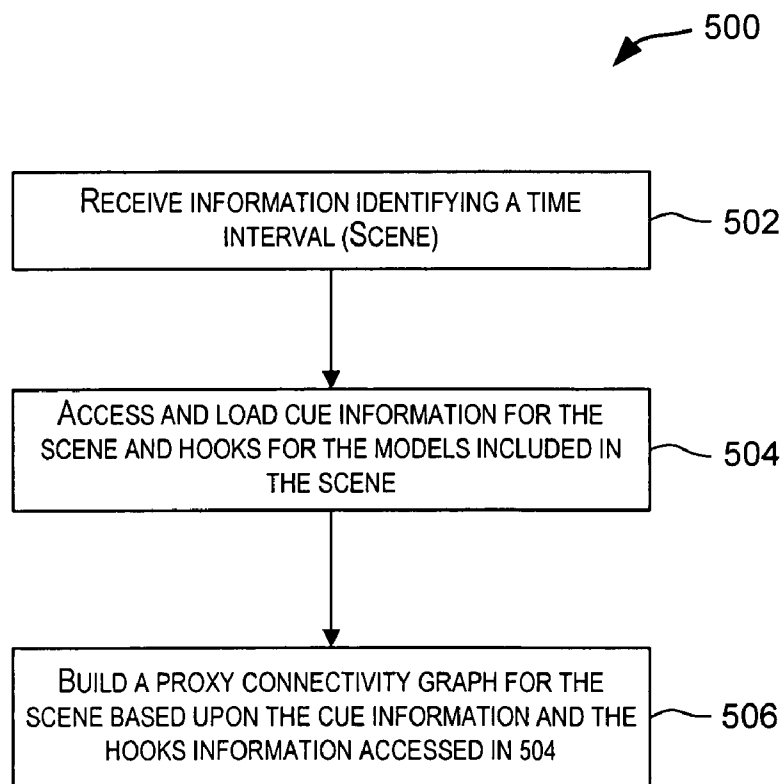 500
RECEIVE INFORMATION IDENTIFYING A TIME
INTERVAL (SCENE)
502
ACCESS AND LOAD CUE INFORMATION FOR THE
SCENE AND HOOKS FOR THE MODELS INCLUDED IN
THE SCENE
504
BUILD A PROXY CONNECTIVITY GRAPH FOR THE
SCENE BASED UPON THE CUE INFORMATION AND THE
HOOKS INFORMATION ACCESSED IN 504
506